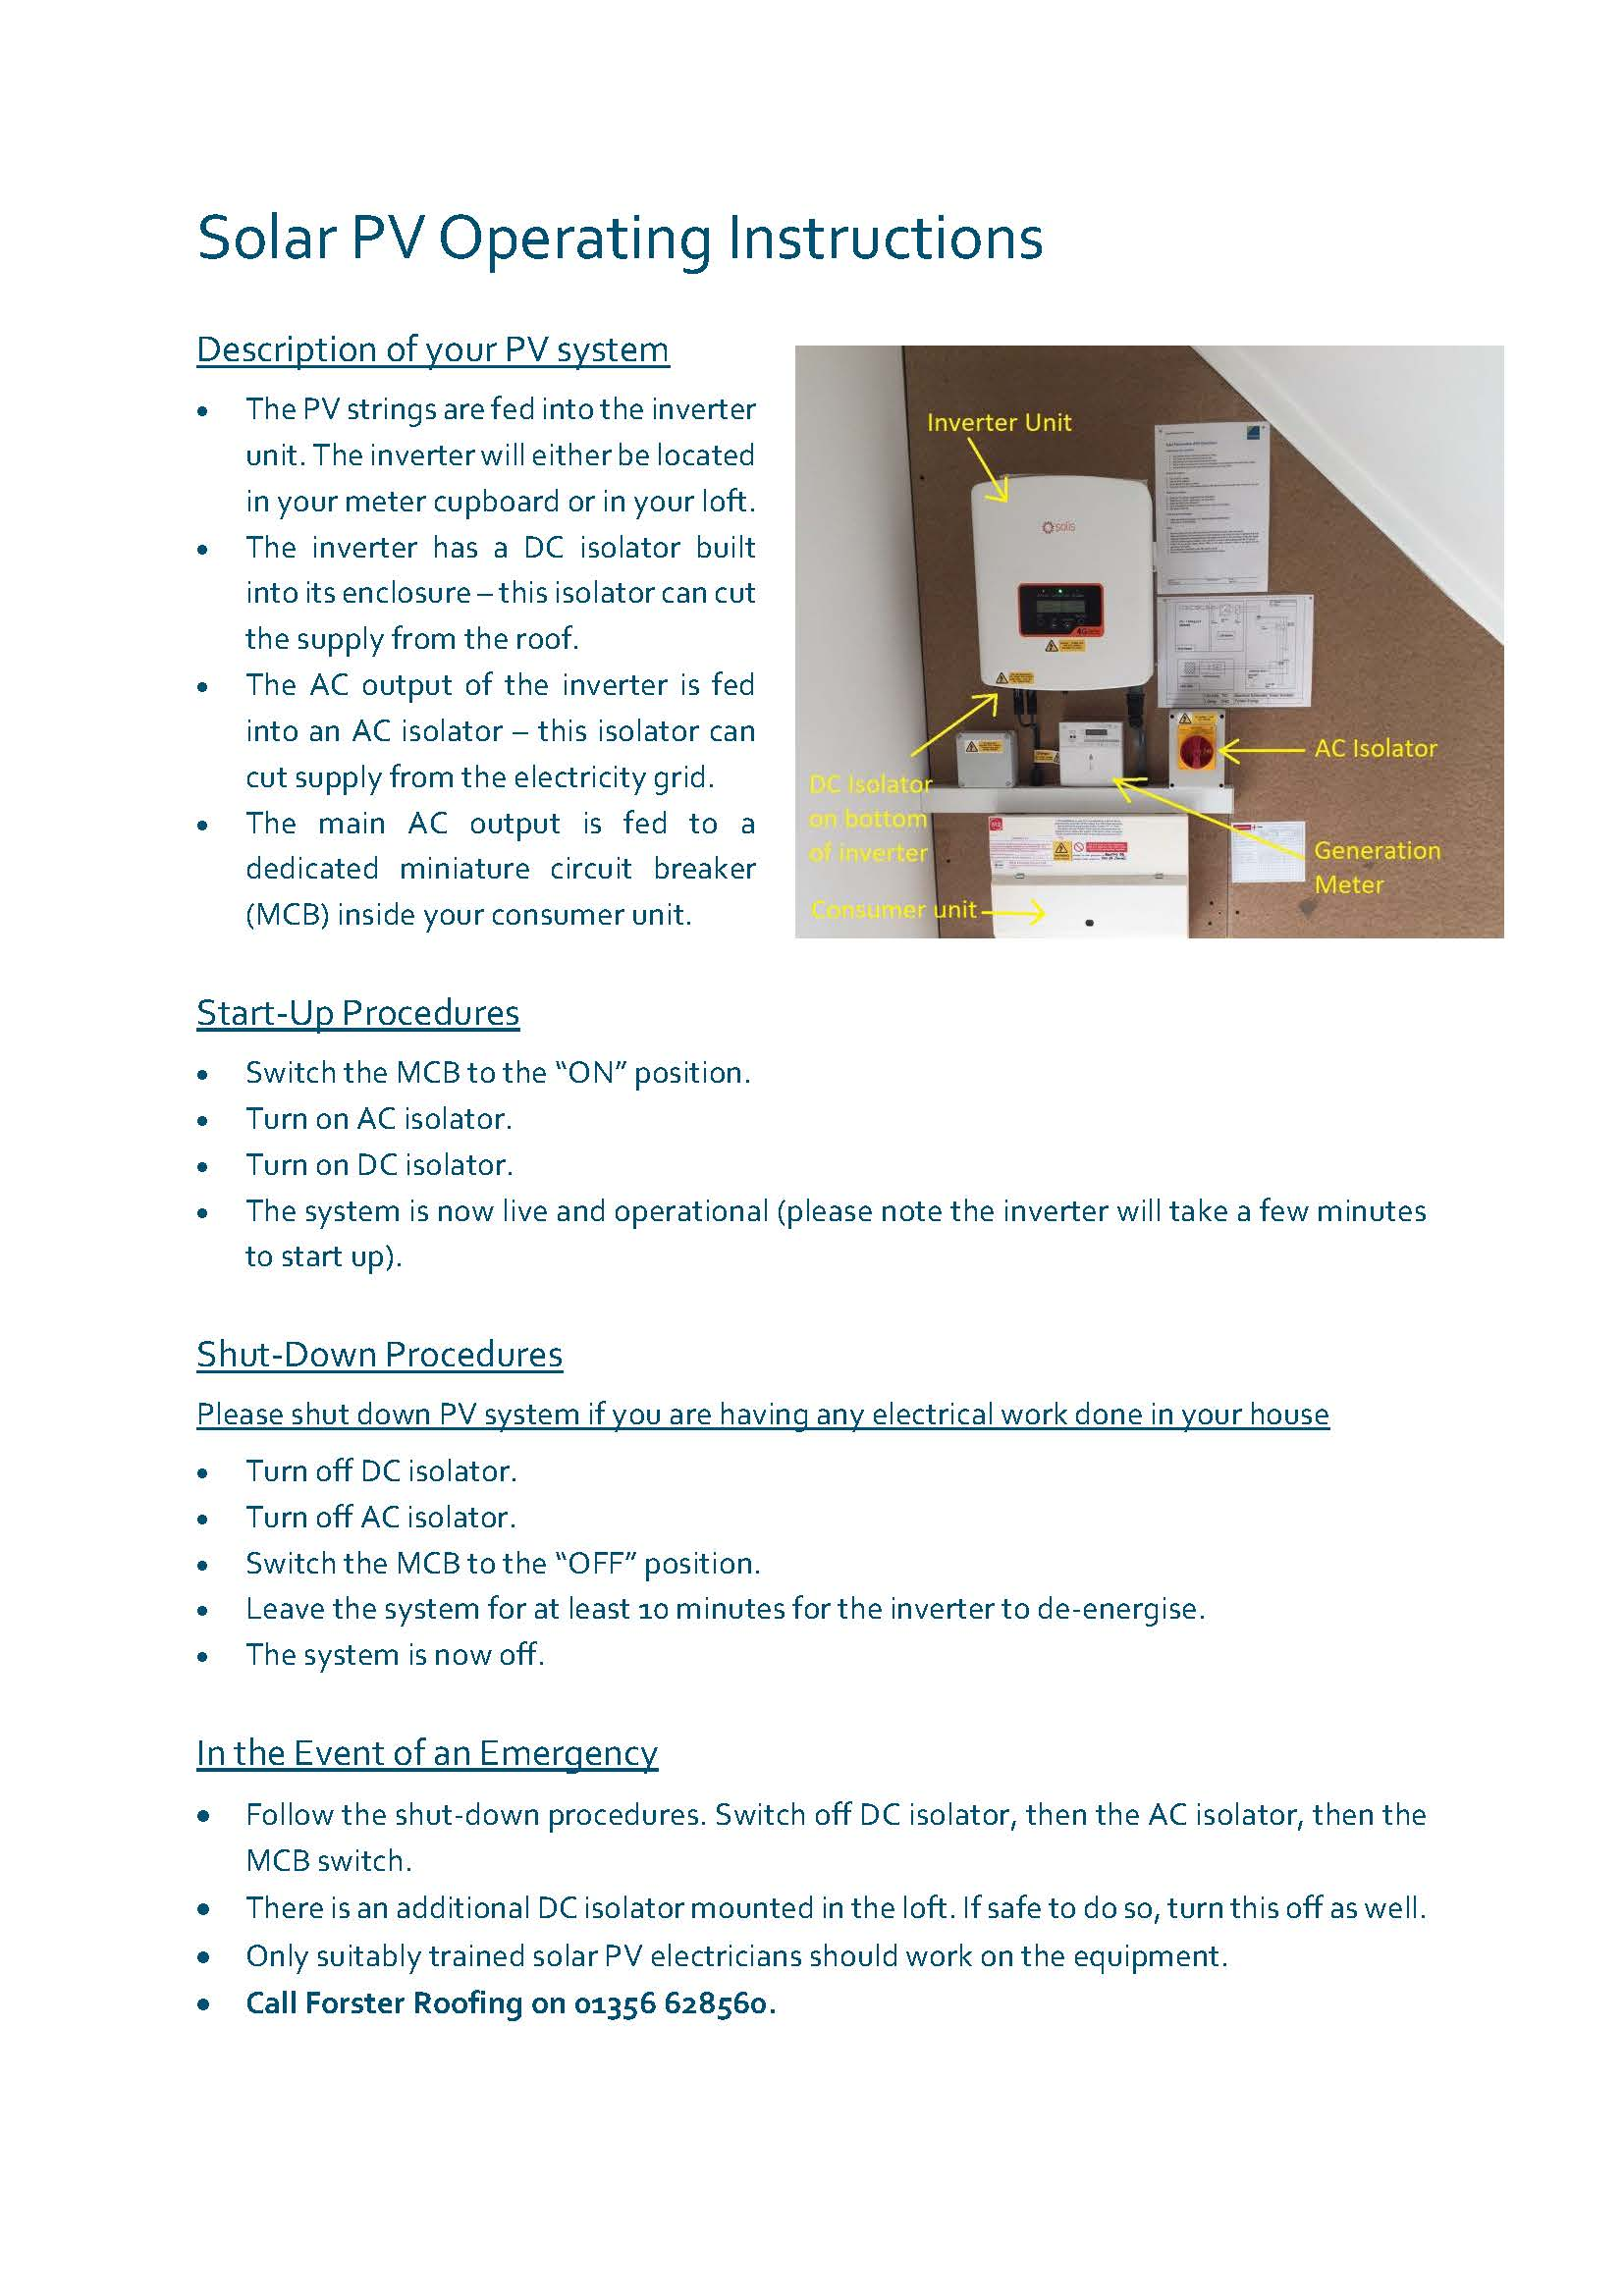 Solar PV Operating Instructions
Description of your PV system
• The PV strings are fed into the inverter
unit. The inverter will either be located
in your meter cupboard or in your loft.
• The inverter has a DC isolator built
into its enclosure – this isolator can cut
the supply from the roof.
• The AC output of the inverter is fed
into an AC isolator – this isolator can
cut supply from the electricity grid.
• The main AC output is fed to a
dedicated miniature circuit breaker
(MCB) inside your consumer unit.
Inverter Unit
solis
4G
AC Isolator
DC Isolator
on bottom
of inverter
Generation
Meter
Consumer unit
Start-Up Procedures
• Switch the MCB to the “ON” position.
• Turn on AC isolator.
• Turn on DC isolator.
• The system is now live and operational (please note the inverter will take a few minutes
to start up).
Shut-Down Procedures
Please shut down PV system if you are having any electrical work done in your house
• Turn off DC isolator.
• Turn off AC isolator.
• Switch the MCB to the “OFF” position.
• Leave the system for at least 10 minutes for the inverter to de-energise.
• The system is now off.
In the Event of an Emergency
• Follow the shut-down procedures. Switch off DC isolator, then the AC isolator, then the
MCB switch.
• There is an additional DC isolator mounted in the loft. If safe to do so, turn this off as well.
• Only suitably trained solar PV electricians should work on the equipment.
• Call Forster Roofing on 01356 628560.